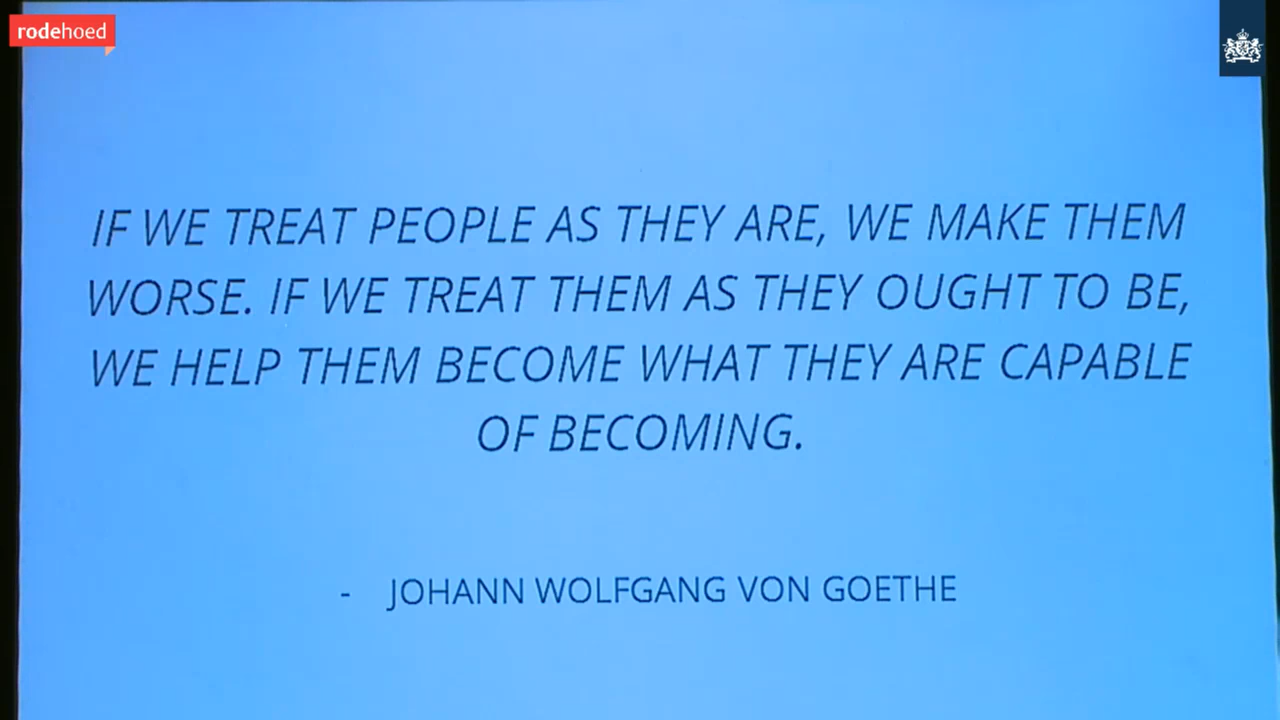 rodehoed
IF WE TREAT PEOPLE AS THEY ARE, WE MAKE THEM
WORSE. IF WE TREAT THEM AS THEY OUGHT TO BE,
WE HELP THEM BECOME WHAT THEY ARE CAPABLE
OF BECOMING.
- JOHANN WOLFGANG VON GOETHE